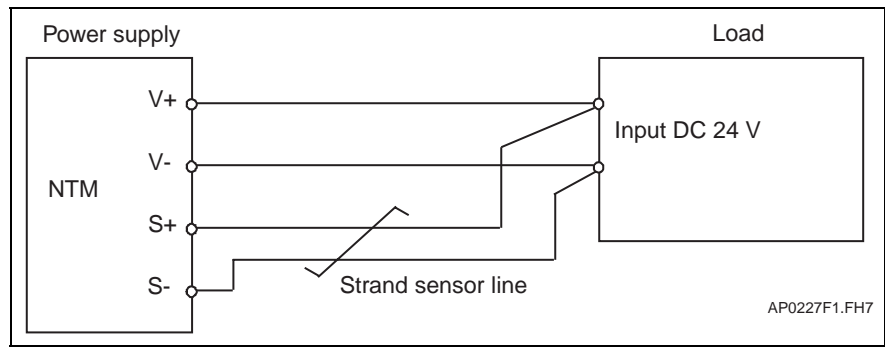 Power supply
Load
V+
Input DC 24 V
V-
NTM
S+
S-
Strand sensor line
AP0227F1.FH7